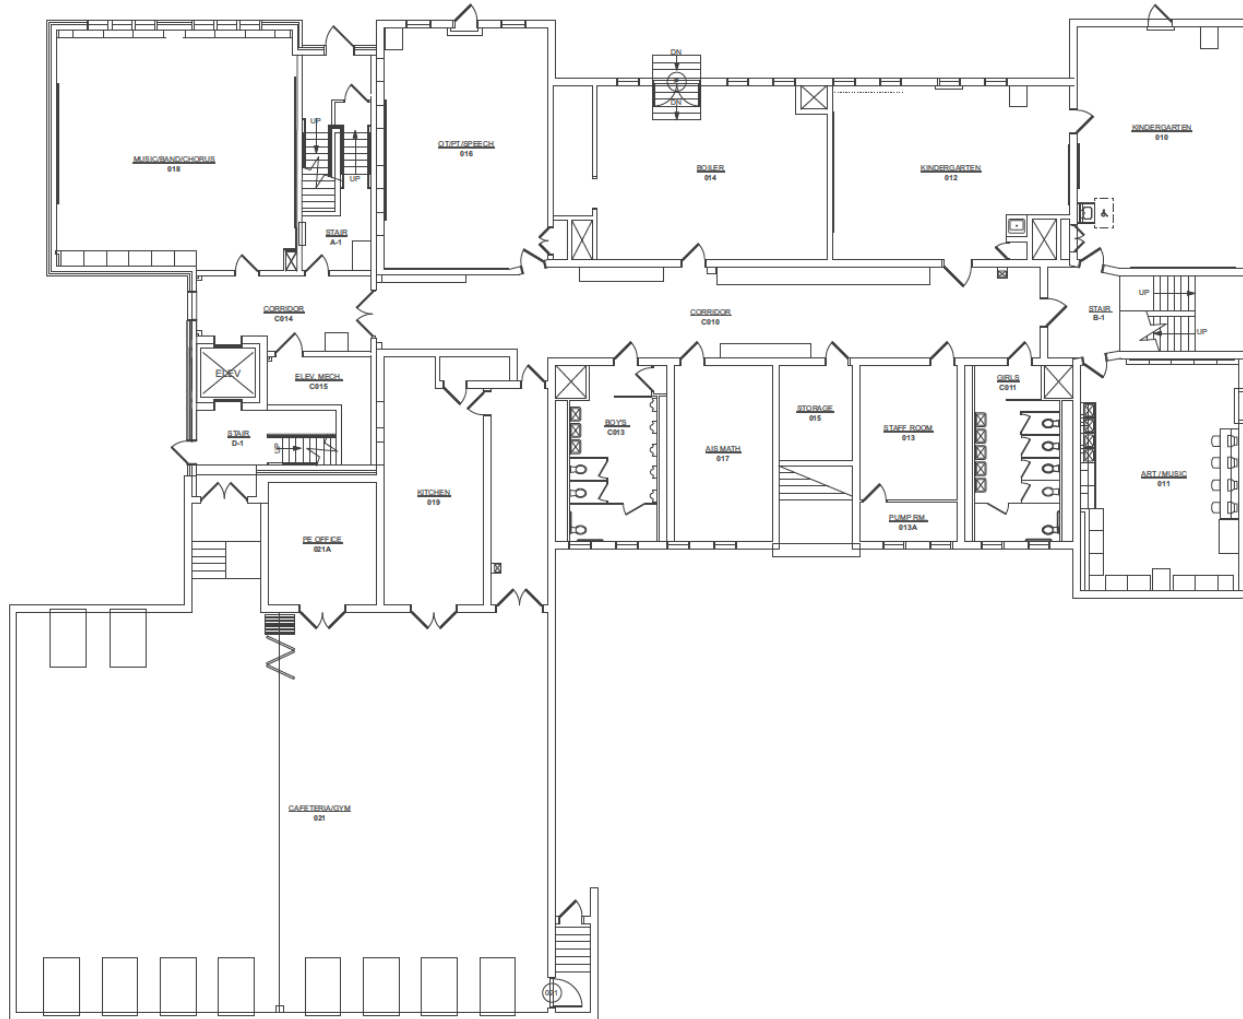 DN
DN
MUSIC/BAND/CHORUS
018
UP
UP
OT/PT/SPEECH
016
BOILER
014
KINDERGARTEN
012
KINDERGARTEN
010
STAIR
A-1
CORRIDOR
C014
CORRIDOR
C010
STAIR
B-1
UP
UP
ELEV
ELEV. MECH.
C015
STAIR
D-1
UP
KITCHEN
019
BOYS
C013
AIS MATH
017
STORAGE
015
STAFF ROOM
013
GIRLS
C011
PUMP RM.
013A
ART / MUSIC
011
PE OFFICE
021A
CAFETERIA/GYM
021
021